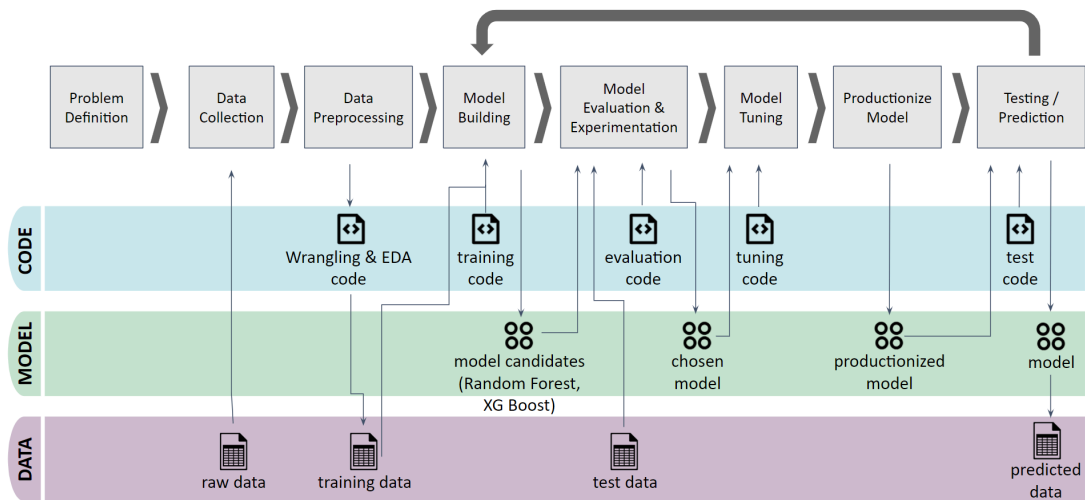 Problem
Definition
Data
Collection
Data
Preprocessing
Model
Building
Model
Evaluation &
Experimentation
Model
Tuning
Productionize
Model
Testing /
Prediction
CODE
Wrangling & EDA
code
training
code
evaluation
code
tuning
code
test
code
MODEL
model candidates
(Random Forest,
XG Boost)
chosen
model
productionized
model
model
DATA
raw data
training data
test data
predicted
data